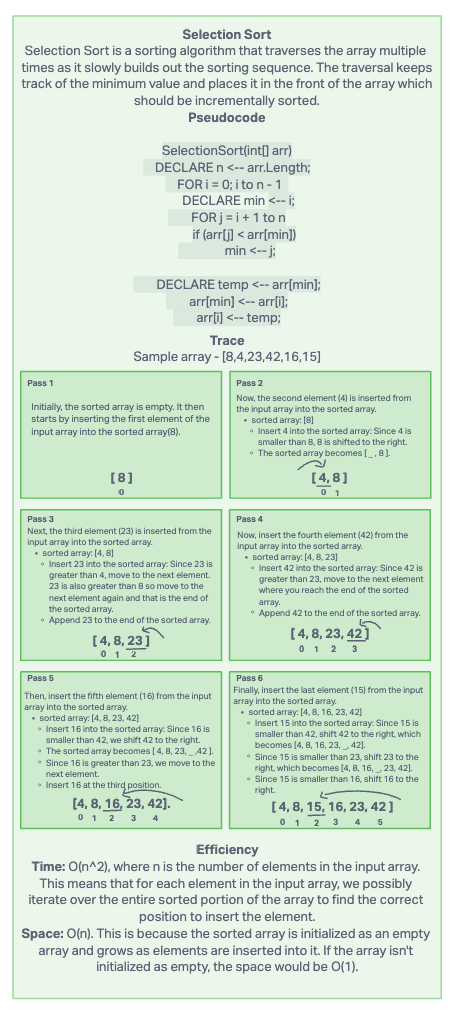 Selection Sort
Selection Sort is a sorting algorithm that traverses the array multiple
times as it slowly builds out the sorting sequence. The traversal keeps
track of the minimum value and places it in the front of the array which
should be incrementally sorted.
Pseudocode
SelectionSort(int[] arr)
DECLARE n <-- arr.Length;
FOR i = 0; i to n - 1
DECLARE min <-- i;
FOR j = i + 1 to n
if (arr[j] < arr[min])
min <-- j;
DECLARE temp <-- arr[min];
arr[min] <-- arr[i];
arr[i] <-- temp;
Trace
Sample array - [8,4,23,42,16,15]
Pass 1
Initially, the sorted array is empty. It then
starts by inserting the first element of the
input array into the sorted array(8).
[ 8 ]
0
Pass 2
Now, the second element (4) is inserted from
the input array into the sorted array.
• sorted array: [8]
◦ Insert 4 into the sorted array: Since 4 is
smaller than 8, 8 is shifted to the right.
◦ The sorted array becomes [ _ , 8 ].
[ 4, 8 ]
0 1
Pass 3
Next, the third element (23) is inserted from the
input array into the sorted array.
• sorted array: [4, 8]
◦ Insert 23 into the sorted array: Since 23 is
greater than 4, move to the next element.
23 is also greater than 8 so move to the
next element again and that is the end of
the sorted array.
◦ Append 23 to the end of the sorted array.
[ 4, 8, 23 ]
0 1 2
Pass 4
Now, insert the fourth element (42) from the
input array into the sorted array.
• sorted array: [4, 8, 23]
◦ Insert 42 into the sorted array: Since 42 is
greater than 23, move to the next element
where you reach the end of the sorted
array.
◦ Append 42 to the end of the sorted array.
[ 4, 8, 23, 42 ]
0 1 2 3
Pass 5
Then, insert the fifth element (16) from the input
array into the sorted array.
• sorted array: [4, 8, 23, 42]
◦ Insert 16 into the sorted array: Since 16 is
smaller than 42, we shift 42 to the right.
◦ The sorted array becomes [ 4, 8, 23, _ ,42 ].
◦ Since 16 is greater than 23, we move to the
next element.
◦ Insert 16 at the third position.
[4, 8, 16, 23, 42].
0 1 2 3 4
Pass 6
Finally, insert the last element (15) from the input
array into the sorted array.
• sorted array: [4, 8, 16, 23, 42]
◦ Insert 15 into the sorted array: Since 15 is
smaller than 42, shift 42 to the right, which
becomes [4, 8, 16, 23, _, 42].
◦ Since 15 is smaller than 23, shift 23 to the
right, which becomes [4, 8, 16, _, 23, 42].
◦ Since 15 is smaller than 16, shift 16 to the
right.
[ 4, 8, 15, 16, 23, 42 ]
0 1 2 3 4 5
Efficiency
Time: O(n^2), where n is the number of elements in the input array.
This means that for each element in the input array, we possibly
iterate over the entire sorted portion of the array to find the correct
position to insert the element.
Space: O(n). This is because the sorted array is initialized as an empty
array and grows as elements are inserted into it. If the array isn't
initialized as empty, the space would be O(1).